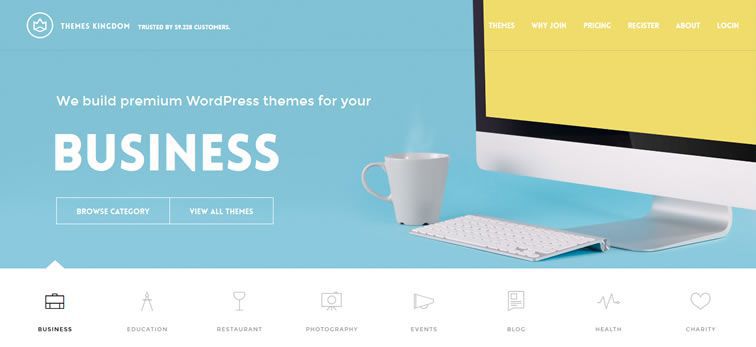 THEMES KINGDOM TRUSTED BY 59.228 CUSTOMERS.
THEMES WHY JOIN PRICING REGISTER ABOUT LOGIN
We build premium WordPress themes for your
BUSINESS
BROWSE CATEGORY VIEW ALL THEMES
BUSINESS EDUCATION RESTAURANT PHOTOGRAPHY EVENTS BLOG HEALTH CHARITY